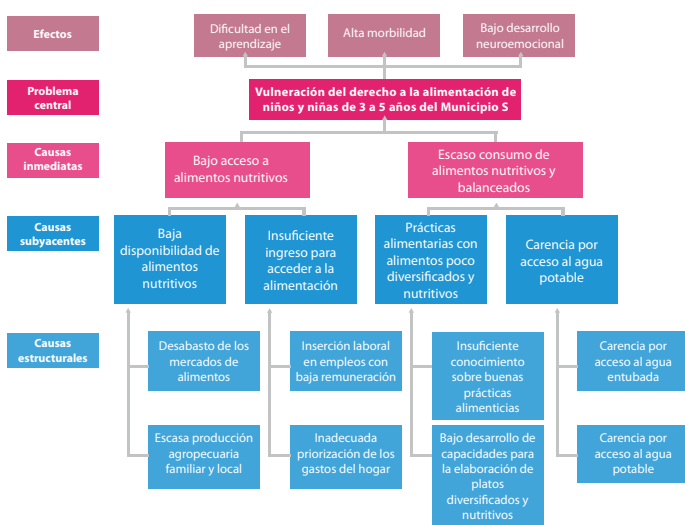 Efectos
Dificultad en el
aprendizaje
Alta morbilidad
Bajo desarrollo
neuroemocional
Problema
central
Vulneración del derecho a la alimentación de
niños y niñas de 3 a 5 años del Municipio S
Causas
inmediatas
Bajo acceso a
alimentos nutritivos
Escaso consumo de
alimentos nutritivos y
balanceados
Causas
subyacentes
Baja
disponibilidad de
alimentos
nutritivos
Insuficiente
ingreso para
acceder a la
alimentación
Prácticas
alimentarias con
alimentos poco
diversificados y
nutritivos
Carencia por
acceso al agua
potable
Causas
estructurales
Desabasto de los
mercados de
alimentos
Inserción laboral
en empleos con
baja remuneración
Insuficiente
conocimiento
sobre buenas
prácticas
alimenticias
Carencia por
acceso al agua
entubada
Escasa producción
agropecuaria
familiar y local
Inadecuada
priorización de los
gastos del hogar
Bajo desarrollo de
capacidades para
la elaboración de
platos
diversificados y
nutritivos
Carencia por
acceso al agua
potable